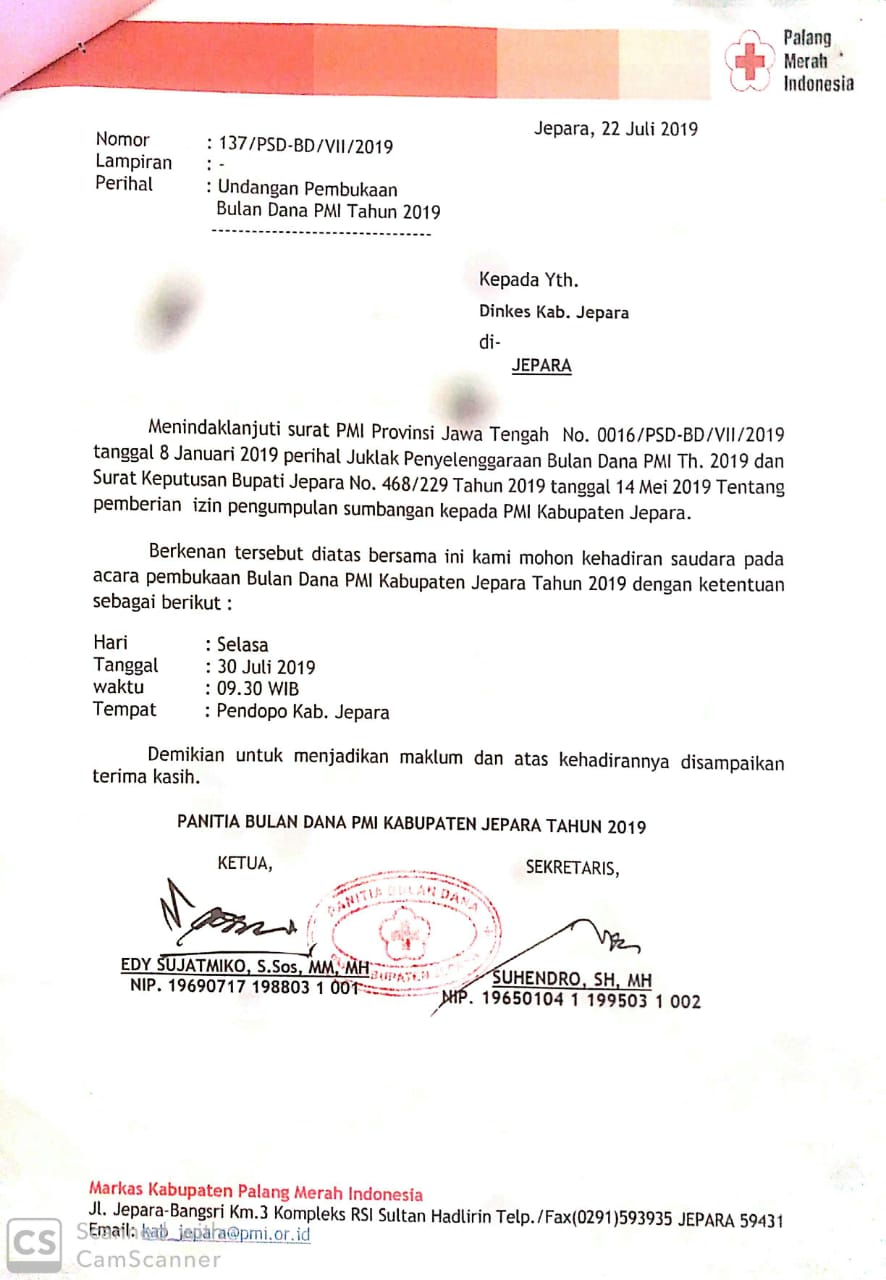 Palang
Merah
Indonesia
Jepara, 22 Juli 2019
Nomor : 137/PSD-BD/VII/2019
Lampiran : -
Perihal : Undangan Pembukaan
Bulan Dana PMI Tahun 2019
--------------------------------
Kepada Yth.
Dinkes Kab. Jepara
di-
JEPARA
Menindaklanjuti surat PMI Provinsi Jawa Tengah No. 0016/PSD-BD/VII/2019
tanggal 8 Januari 2019 perihal Juklak Penyelenggaraan Bulan Dana PMI Th. 2019 dan
Surat Keputusan Bupati Jepara No. 468/229 Tahun 2019 tanggal 14 Mei 2019 Tentang
pemberian izin pengumpulan sumbangan kepada PMI Kabupaten Jepara.
Berkenan tersebut diatas bersama ini kami mohon kehadiran saudara pada
acara pembukaan Bulan Dana PMI Kabupaten Jepara Tahun 2019 dengan ketentuan
sebagai berikut :
Hari : Selasa
Tanggal : 30 Juli 2019
waktu : 09.30 WIB
Tempat : Pendopo Kab. Jepara
Demikian untuk menjadikan maklum dan atas kehadirannya disampaikan
terima kasih.
PANITIA BULAN DANA PMI KABUPATEN JEPARA TAHUN 2019
KETUA, SEKRETARIS,
PANITIA BULAN DANA
EDY SUJATMIKO, S.Sos, MM, MH SUHENDRO, SH, MH
NIP. 19690717 198803 1 001 NIP. 19650104 1 199503 1 002
Markas Kabupaten Palang Merah Indonesia
Jl. Jepara-Bangsri Km.3 Kompleks RSI Sultan Hadlirin Telp./Fax(0291)593935 JEPARA 59431
Email: kab_jepara@pmi.or.id
CS Scanned with
CamScanner